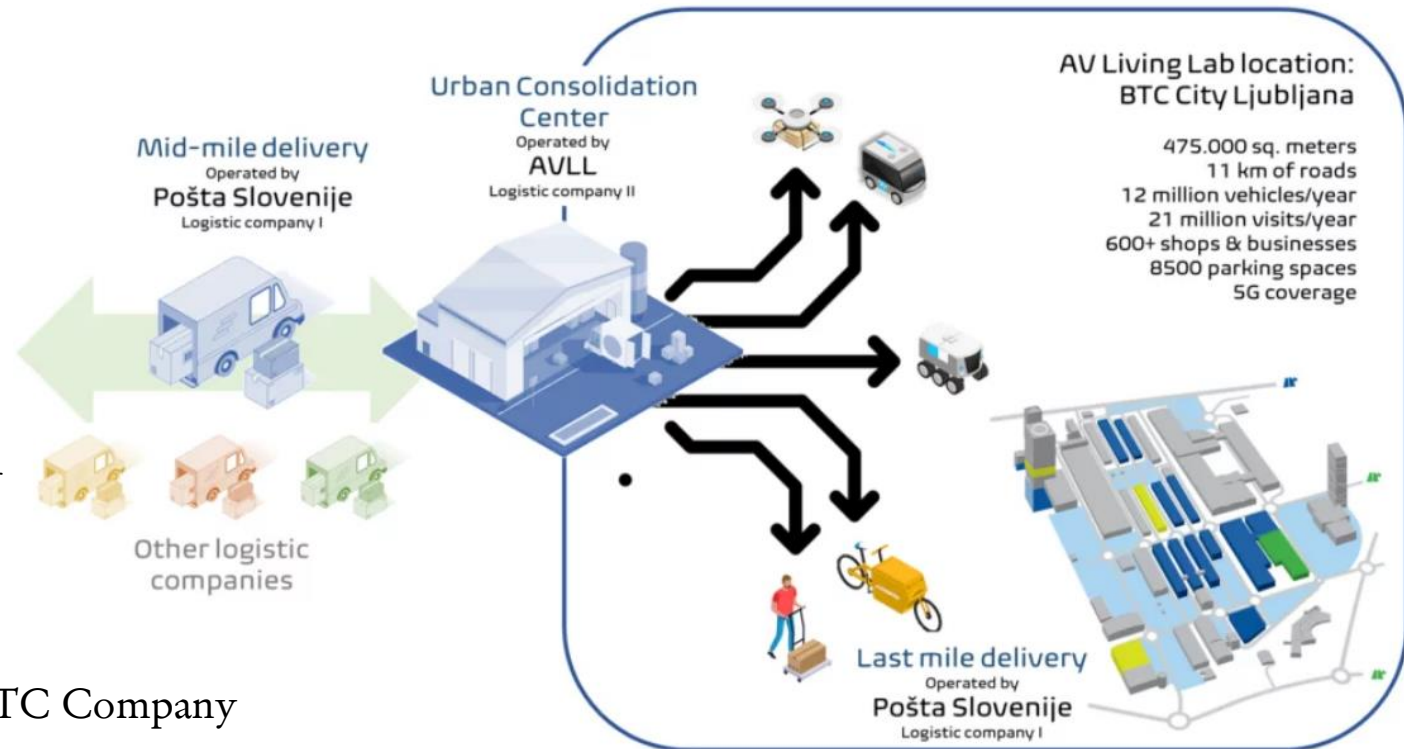 Mid-mile delivery
Operated by
Pošta Slovenije
Logistic company I
Urban Consolidation
Center
Operated by
AVLL
Logistic company II
AV Living Lab location:
BTC City Ljubljana
475.000 sq. meters
11 km of roads
12 million vehicles/year
21 million visits/year
600+ shops & businesses
8500 parking spaces
5G coverage
Other logistic
companies
Last mile delivery
Operated by
Pošta Slovenije
Logistic company I
TC Company